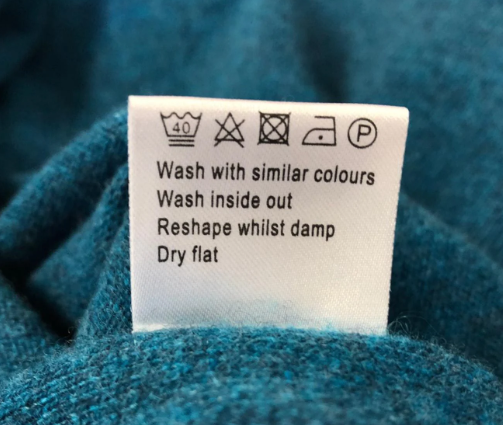 40 P
Wash with similar colours
Wash inside out
Reshape whilst damp
Dry flat